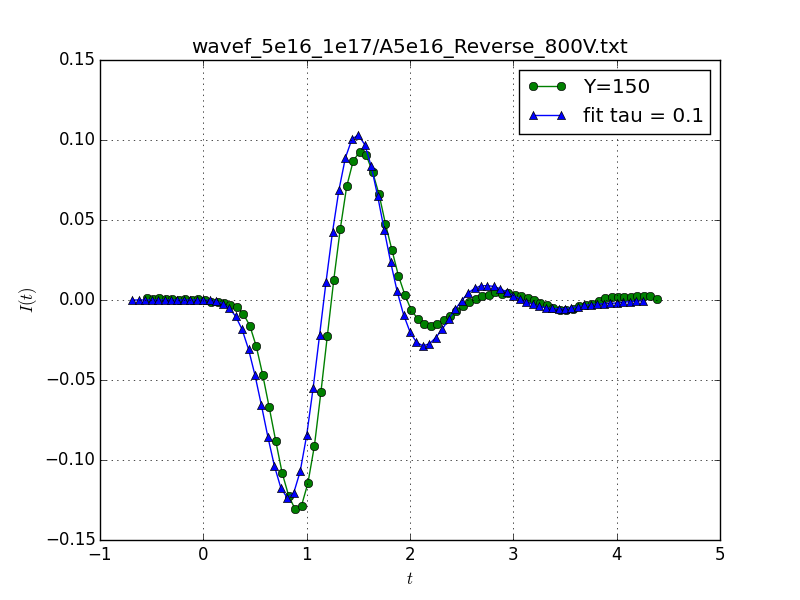 wavef_5e16_1e17/A5e16_Reverse_800V.txt
Y=150
fit tau = 0.1
I(t)
0.15
0.10
0.05
0.00
−0.05
−0.10
−0.15
−1 0 1 2 3 4 5
t